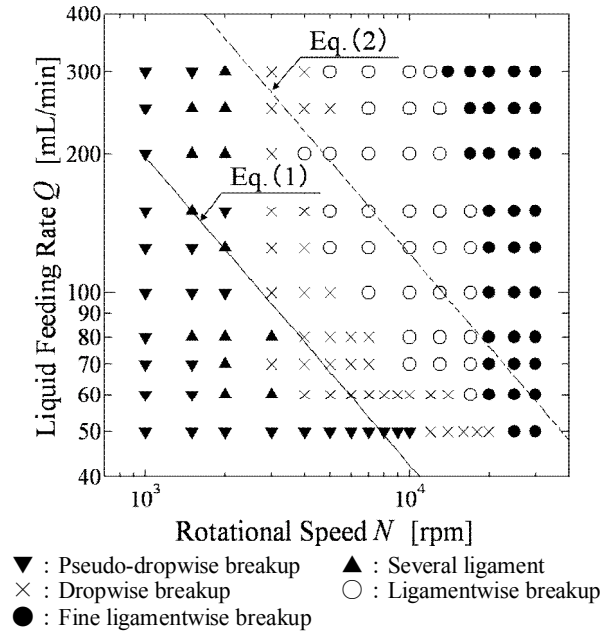 400
300
200
100
90
80
70
60
50
40
Liquid Feeding Rate Q [mL/min]
Eq.(2)
Eq.(1)
10³ 10⁴
Rotational Speed N [rpm]
▼ : Pseudo-dropwise breakup ▲ : Several ligament
× : Dropwise breakup ○ : Ligamentwise breakup
● : Fine ligamentwise breakup